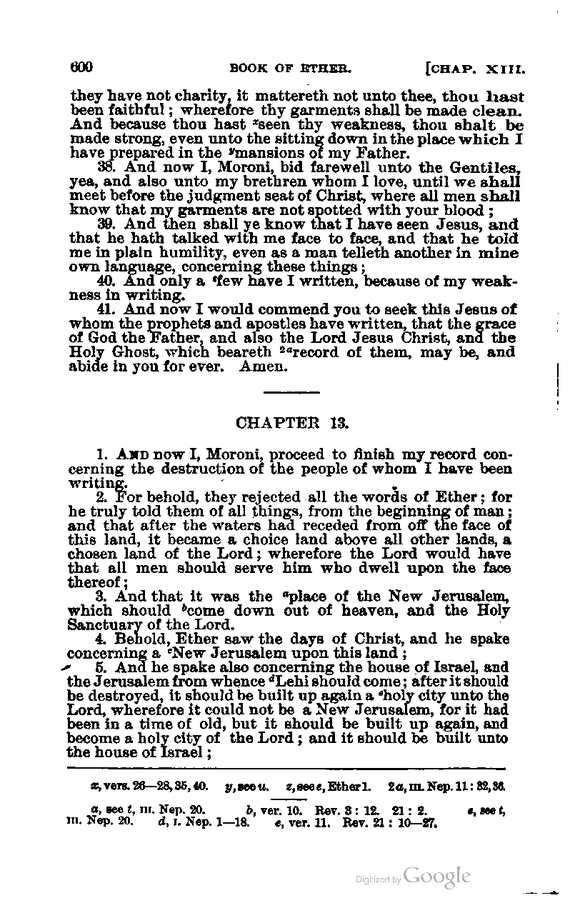 600 BOOK OF ETHER. [CHAP. XIII.
they have not charity, it mattereth not unto thee, thou hast
been faithful; wherefore thy garments shall be made clean.
And because thou hast ˣseen thy weakness, thou shalt be
made strong, even unto the sitting down in the place which I
have prepared in the ʸmansions of my Father.
38. And now I, Moroni, bid farewell unto the Gentiles,
yea, and also unto my brethren whom I love, until we shall
meet before the judgment seat of Christ, where all men shall
know that my garments are not spotted with your blood;
39. And then shall ye know that I have seen Jesus, and
that he hath talked with me face to face, and that he told
me in plain humility, even as a man telleth another in mine
own language, concerning these things;
40. And only a ᶻfew have I written, because of my weak-
ness in writing.
41. And now I would commend you to seek this Jesus of
whom the prophets and apostles have written, that the grace
of God the Father, and also the Lord Jesus Christ, and the
Holy Ghost, which beareth ²ᵃrecord of them, may be, and
abide in you for ever. Amen.
CHAPTER 13.
1. AND now I, Moroni, proceed to finish my record con-
cerning the destruction of the people of whom I have been
writing.
2. For behold, they rejected all the words of Ether; for
he truly told them of all things, from the beginning of man;
and that after the waters had receded from off the face of
this land, it became a choice land above all other lands, a
chosen land of the Lord; wherefore the Lord would have
that all men should serve him who dwell upon the face
thereof;
3. And that it was the ᵃplace of the New Jerusalem,
which should ᵇcome down out of heaven, and the Holy
Sanctuary of the Lord.
4. Behold, Ether saw the days of Christ, and he spake
concerning a ᶜNew Jerusalem upon this land;
5. And he spake also concerning the house of Israel, and
the Jerusalem from whence ᵈLehi should come; after it should
be destroyed, it should be built up again a ᵉholy city unto the
Lord, wherefore it could not be a New Jerusalem, for it had
been in a time of old, but it should be built up again, and
become a holy city of the Lord; and it should be built unto
the house of Israel;
x, vers. 26—28, 35, 40. y, see u. z, see e, Ether 1. 2a, III. Nep. 11: 32, 36.
a, see t, III. Nep. 20. b, ver. 10. Rev. 3: 12. 21: 2. c, see t,
III. Nep. 20. d, I. Nep. 1—18. e, ver. 11. Rev. 21: 10—27.
Digitized by Google